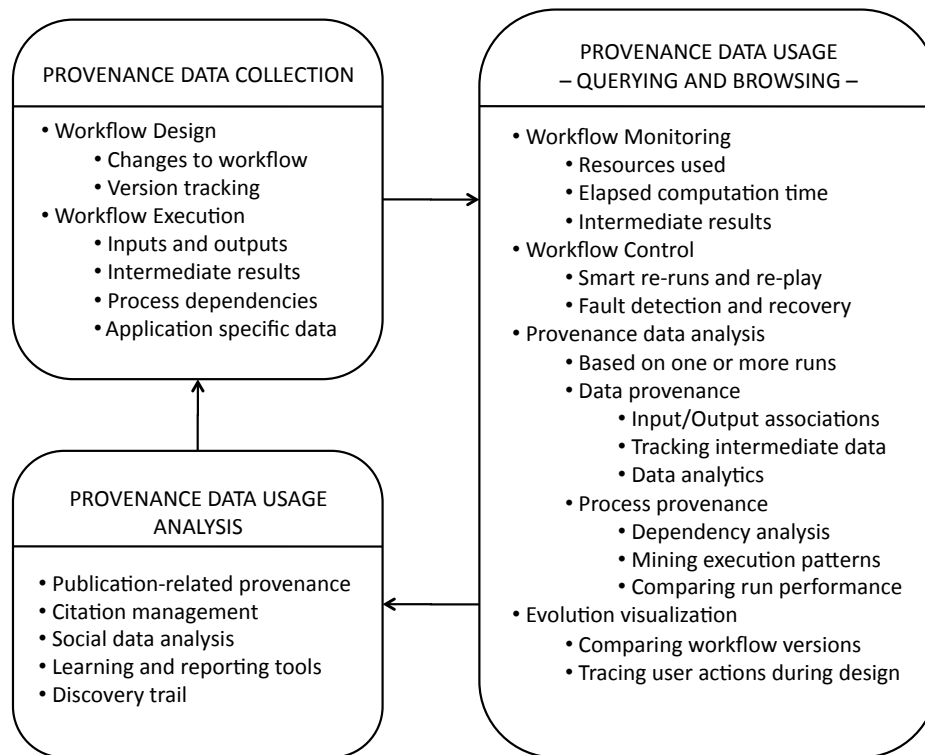 PROVENANCE DATA COLLECTION
• Workflow Design
• Changes to workflow
• Version tracking
• Workflow Execution
• Inputs and outputs
• Intermediate results
• Process dependencies
• Application specific data
PROVENANCE DATA USAGE
– QUERYING AND BROWSING –
• Workflow Monitoring
• Resources used
• Elapsed computation time
• Intermediate results
• Workflow Control
• Smart re-runs and re-play
• Fault detection and recovery
• Provenance data analysis
• Based on one or more runs
• Data provenance
• Input/Output associations
• Tracking intermediate data
• Data analytics
• Process provenance
• Dependency analysis
• Mining execution patterns
• Comparing run performance
• Evolution visualization
• Comparing workflow versions
• Tracing user actions during design
PROVENANCE DATA USAGE
ANALYSIS
• Publication-related provenance
• Citation management
• Social data analysis
• Learning and reporting tools
• Discovery trail